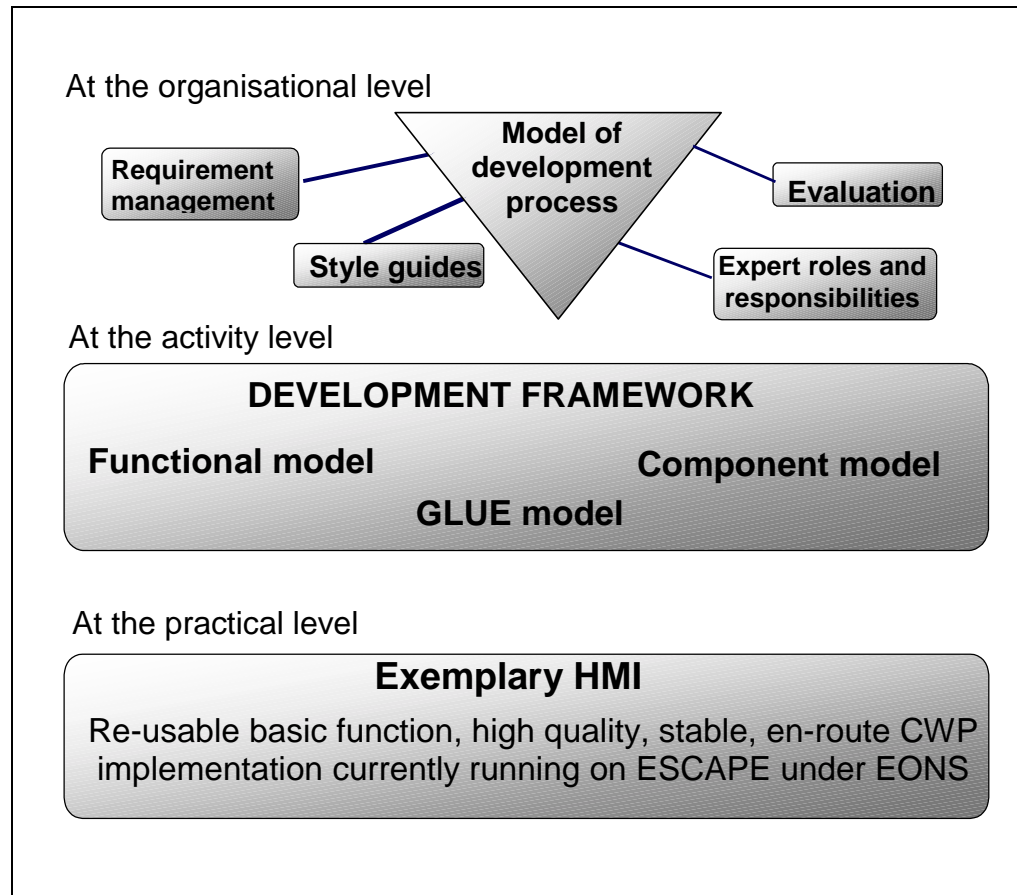 At the organisational level
Model of
development
process
Requirement
management
Style guides
Evaluation
Expert roles and
responsibilities
At the activity level
DEVELOPMENT FRAMEWORK
Functional model
Component model
GLUE model
At the practical level
Exemplary HMI
Re-usable basic function, high quality, stable, en-route CWP
implementation currently running on ESCAPE under EONS